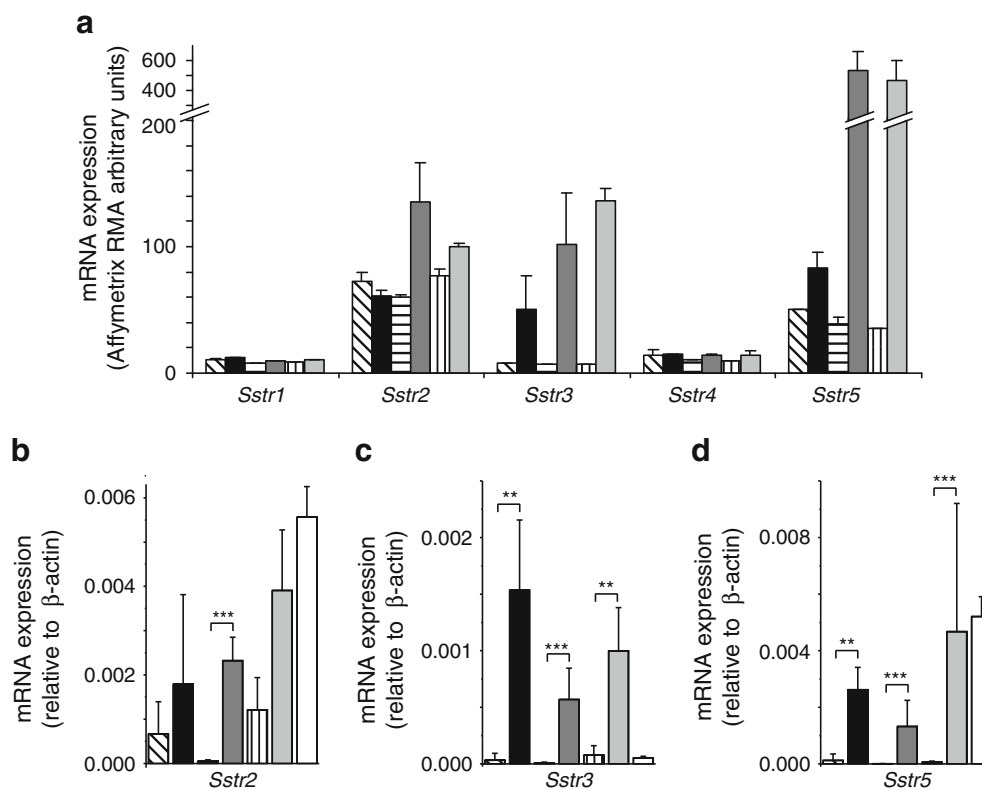 a
mRNA expression
(Affymetrix RMA arbitrary units)
600
400
200
100
0
Sstr1 Sstr2 Sstr3 Sstr4 Sstr5
b
mRNA expression
(relative to β-actin)
0.006
0.004
0.002
0.000
***
Sstr2
c
mRNA expression
(relative to β-actin)
0.002
0.001
0.000
**
***
**
Sstr3
d
mRNA expression
(relative to β-actin)
0.008
0.004
0.000
**
***
***
Sstr5